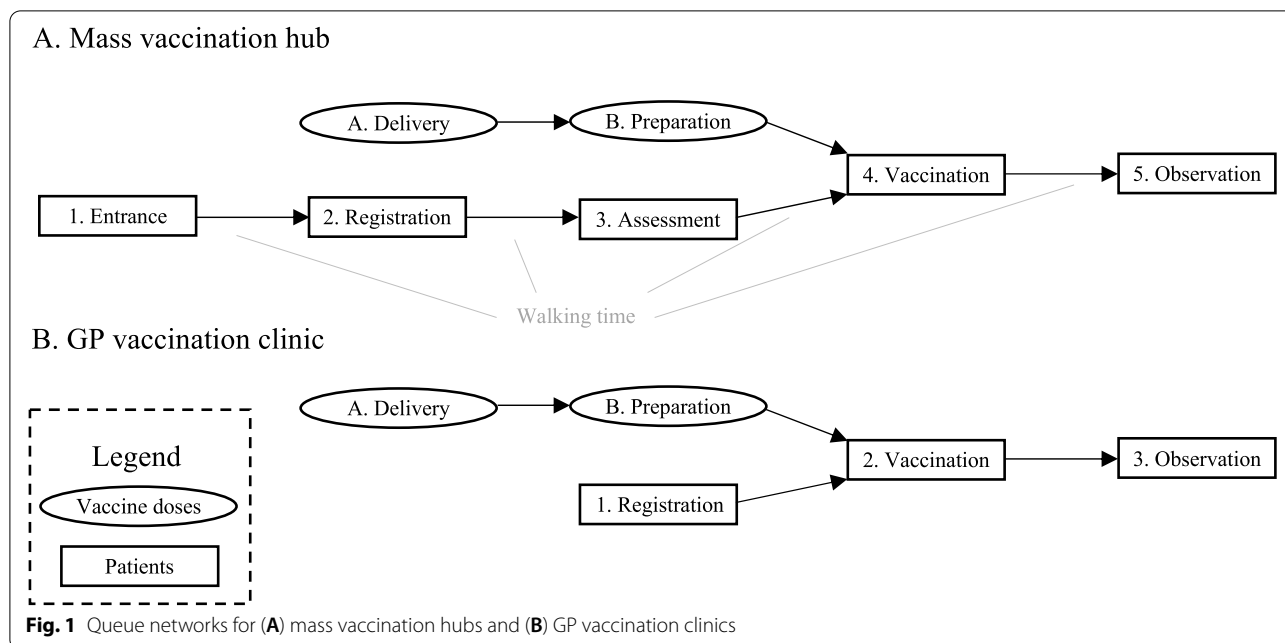 A. Mass vaccination hub
A. Delivery
B. Preparation
4. Vaccination
5. Observation
1. Entrance
2. Registration
3. Assessment
Walking time
B. GP vaccination clinic
A. Delivery
B. Preparation
2. Vaccination
3. Observation
1. Registration
Legend
Vaccine doses
Patients
Fig. 1 Queue networks for (A) mass vaccination hubs and (B) GP vaccination clinics